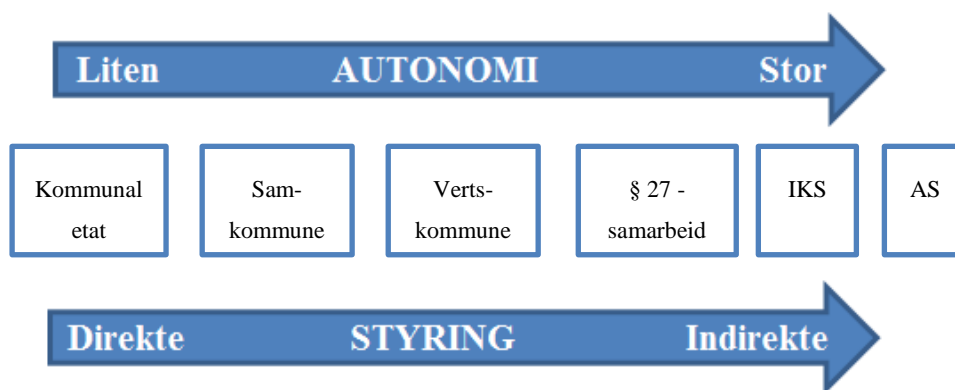 Liten AUTONOMI Stor
Kommunal
etat
Sam-
kommune
Verts-
kommune
§ 27 -
samarbeid
IKS
AS
Direkte STYRING Indirekte